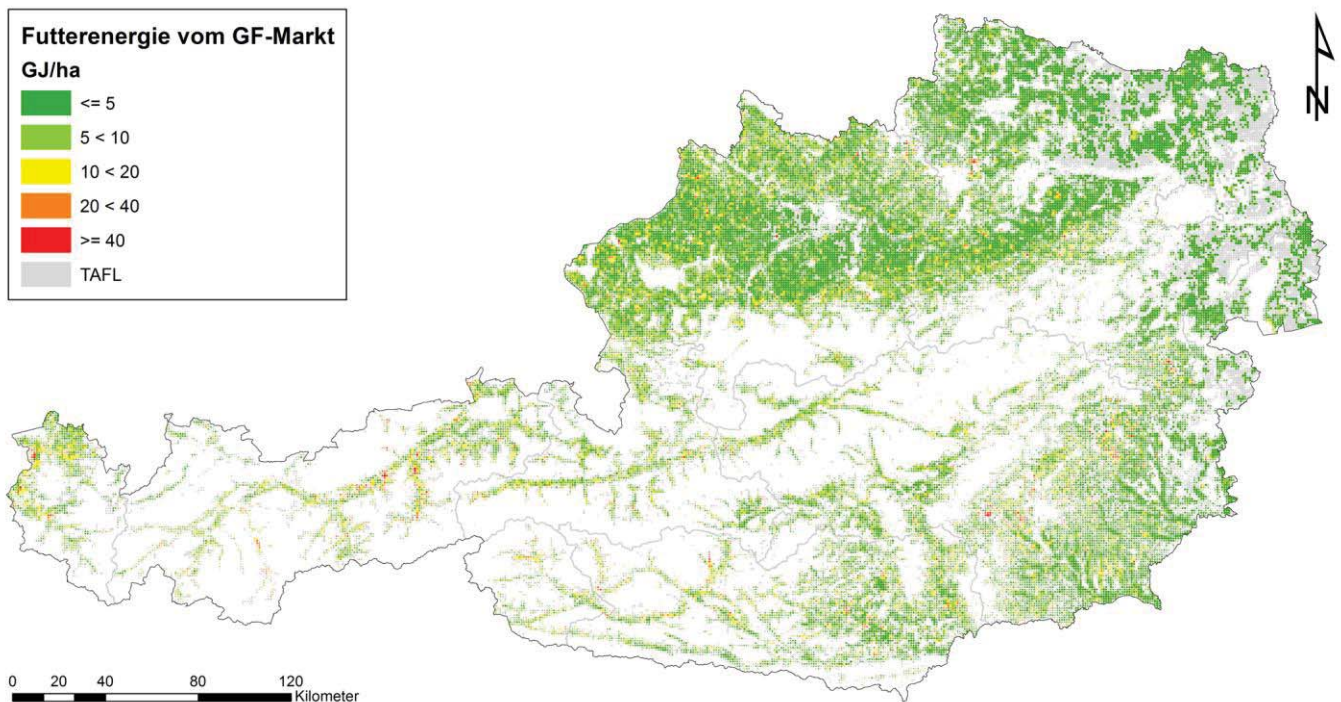 Futterenergie vom GF-Markt
GJ/ha
<= 5
5 < 10
10 < 20
20 < 40
>= 40
TAFL
N
0 20 40 80 120
Kilometer